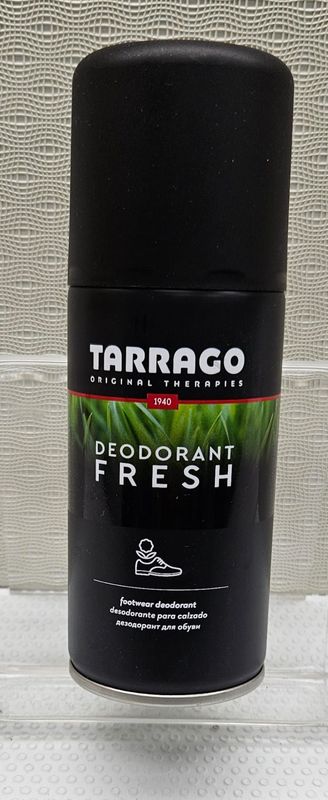 TARRAGO
ORIGINAL THERAPIES
1940
DEODORANT
FRESH
footwear deodorant
desodorante para calzado
дезодорант для обуви